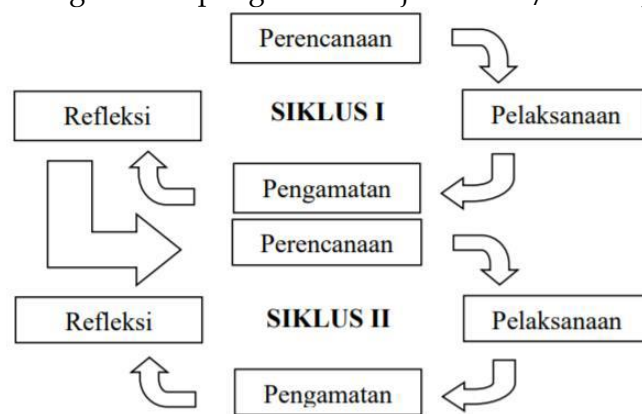 Perencanaan
Refleksi
SIKLUS I
Pelaksanaan
Pengamatan
Perencanaan
Refleksi
SIKLUS II
Pelaksanaan
Pengamatan